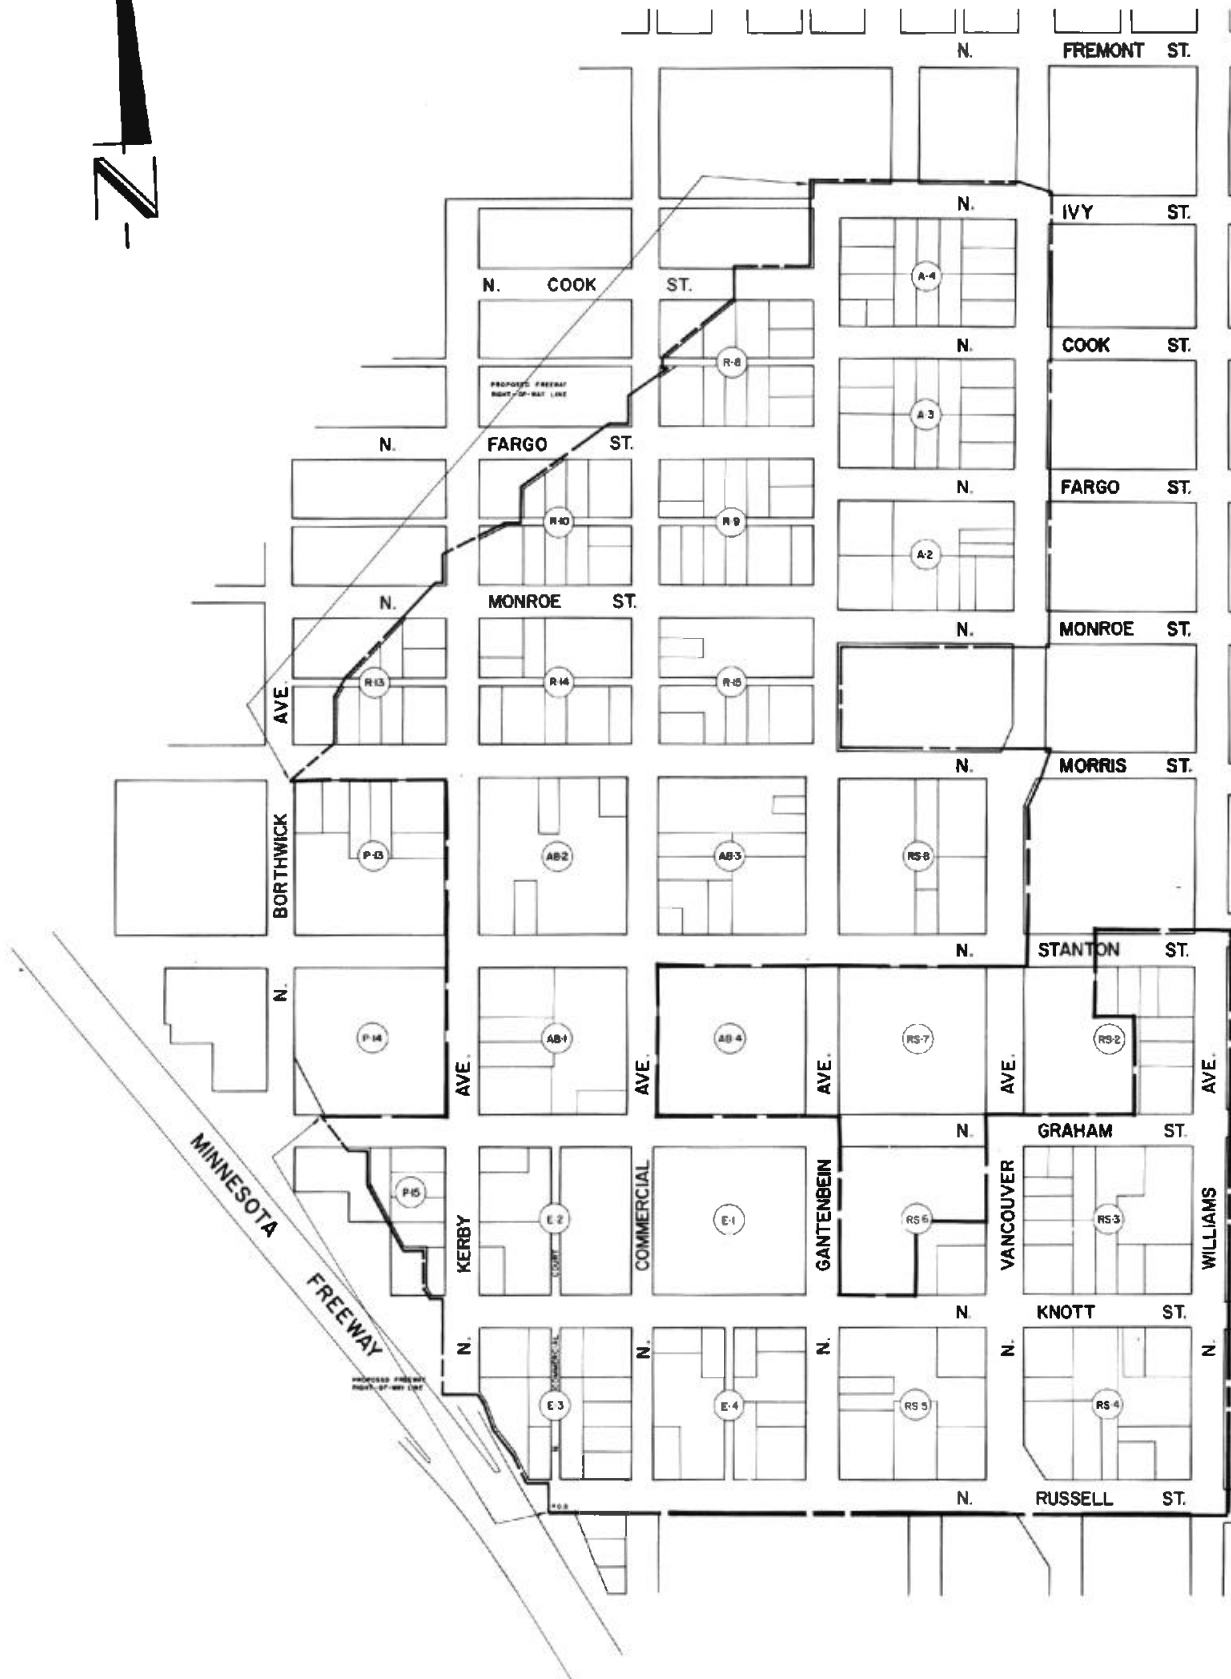 N. FREMONT ST.
N
N. IVY ST.
A-4
N. COOK ST.
N. COOK ST.
R-8
PROPOSED FREEWAY
RIGHT-OF-WAY LINE
A-3
N. FARGO ST.
N. FARGO ST.
R-10
R-9
A-2
N. MONROE ST.
N. MONROE ST.
R-13
R-14
R-15
AVE.
N. MORRIS ST.
BORTHWICK
P-13
AB-2
AB-3
RS-8
N. STANTON ST.
N.
P-14
AB-1
AB-4
RS-7
RS-2
AVE.
AVE.
AVE.
AVE.
AVE.
N. GRAHAM ST.
MINNESOTA
FREEWAY
P-15
KERBY
E-2
COURT
COMMERCIAL
E-1
GANTENBEIN
RS-6
VANCOUVER
RS-3
WILLIAMS
N. KNOTT ST.
N.
N.
N.
N.
N.
PROPOSED FREEWAY
RIGHT-OF-WAY LINE
COMMERCIAL
E-3
N.
E-4
RS-5
RS-4
N. RUSSELL ST.
P.O.B.